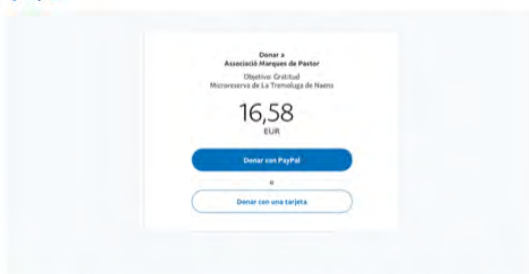 Donar a
Associació Marques de Pastor
Objetivo: Gratitud
Microreserva de La Tremoluga de Naens
16,58
EUR
Donar con PayPal
o
Donar con una tarjeta